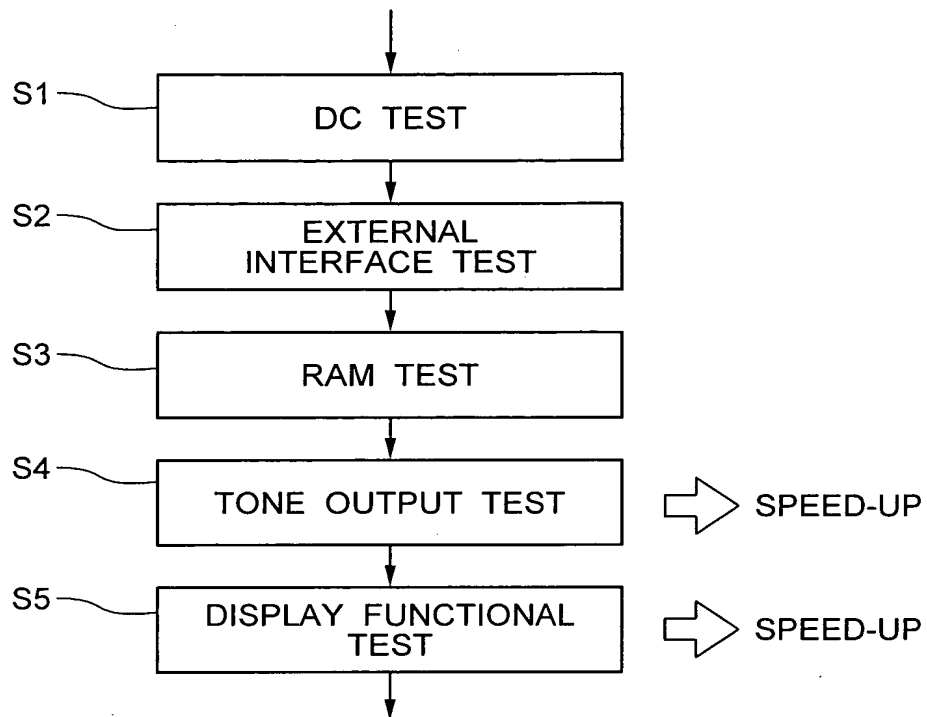 S1
DC TEST
S2
EXTERNAL
INTERFACE TEST
S3
RAM TEST
S4
TONE OUTPUT TEST
SPEED-UP
S5
DISPLAY FUNCTIONAL
TEST
SPEED-UP